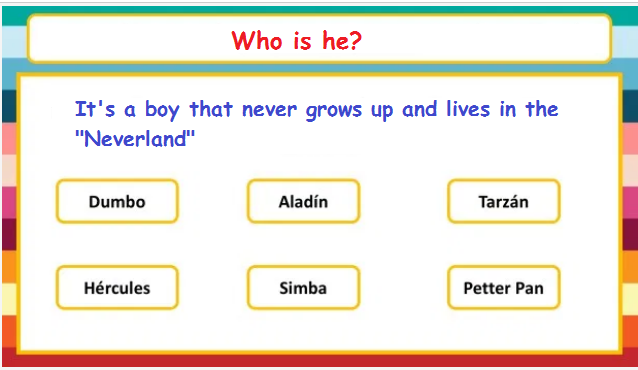 Who is he?
It's a boy that never grows up and lives in the
"Neverland"
Dumbo
Aladín
Tarzán
Hércules
Simba
Petter Pan